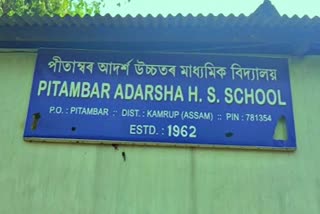 পীতাম্বৰ আদৰ্শ উচ্চতৰ মাধ্যমিক বিদ্যালয়
PITAMBAR ADARSHA H. S. SCHOOL
P.O. : PITAMBAR :: DIST. : KAMRUP (ASSAM) :: PIN : 781354
ESTD. : 1962